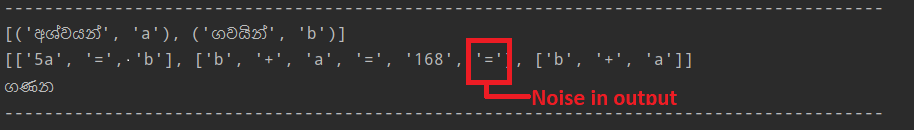 --------------------------------------------------------------------------------
[('අශ්වයන්', 'a'), ('ගවයින්', 'b')]
[['5a', '=', 'b'], ['b', '+', 'a', '=', '168', '='], ['b', '+', 'a']]
ගණන
--------------------------------------------------------------------------------
Noise in output